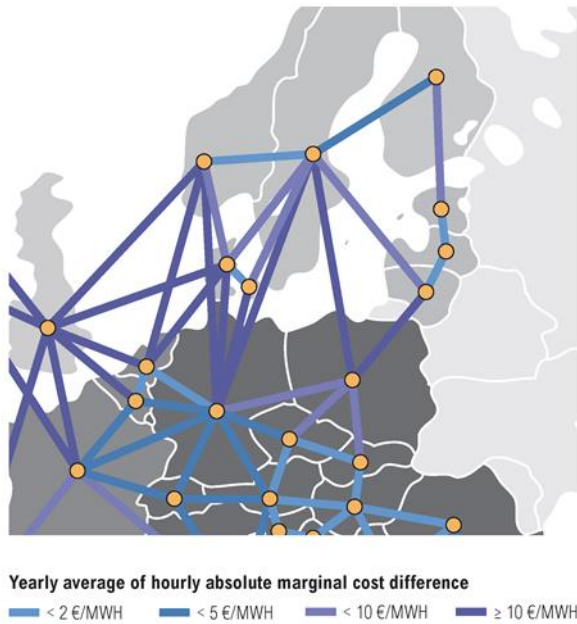 Yearly average of hourly absolute marginal cost difference
< 2 €/MWH < 5 €/MWH < 10 €/MWH ≥ 10 €/MWH